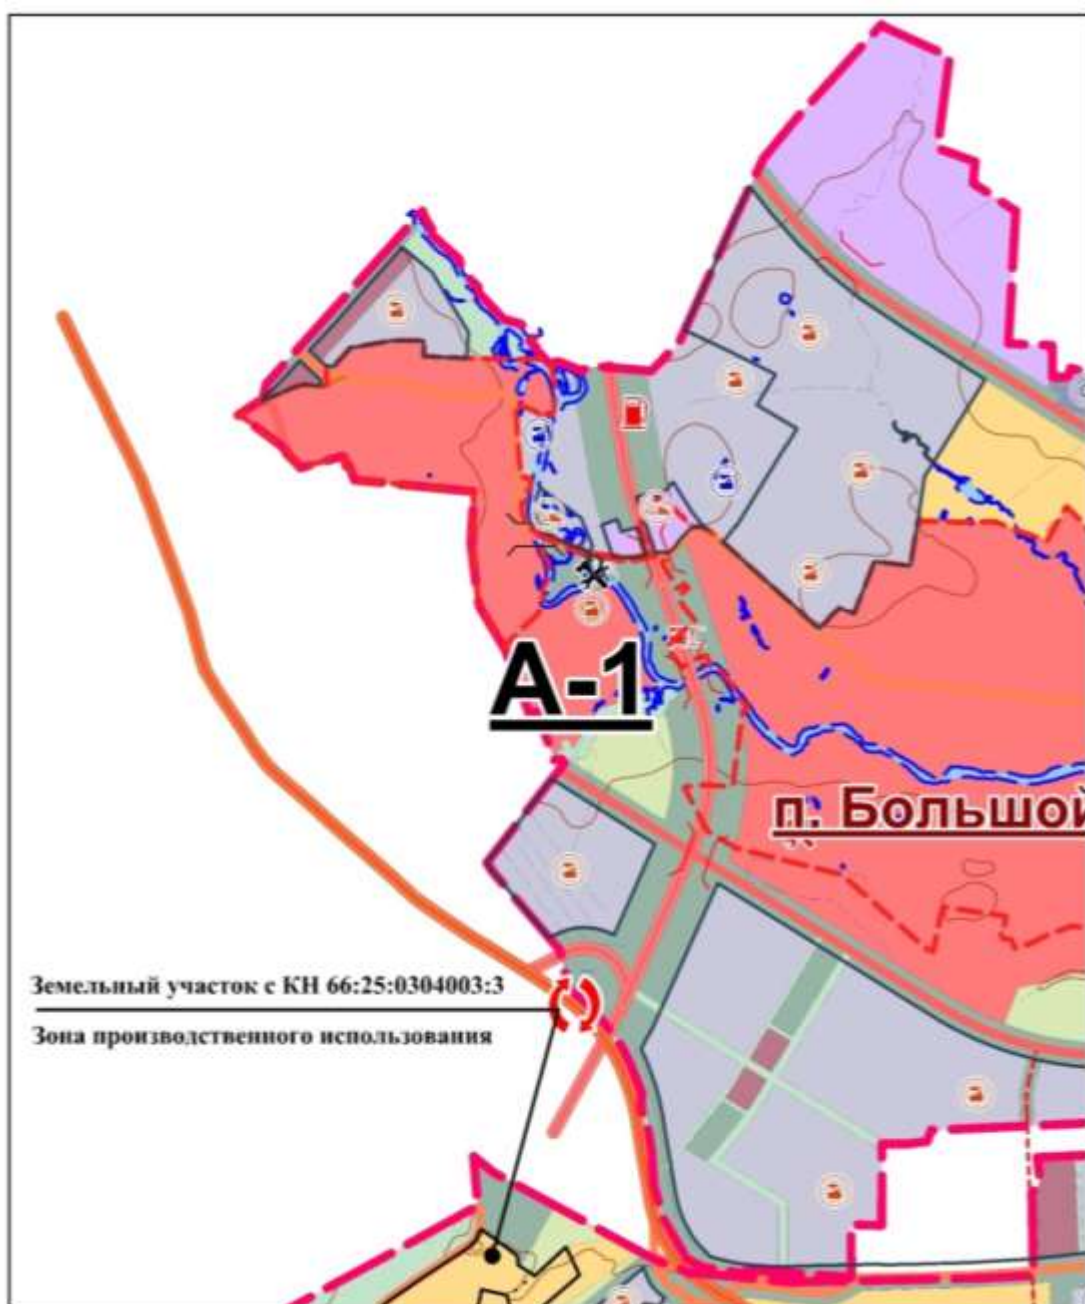 А-1
п. Большой
Земельный участок с КН 66:25:0304003:3
Зона производственного использования